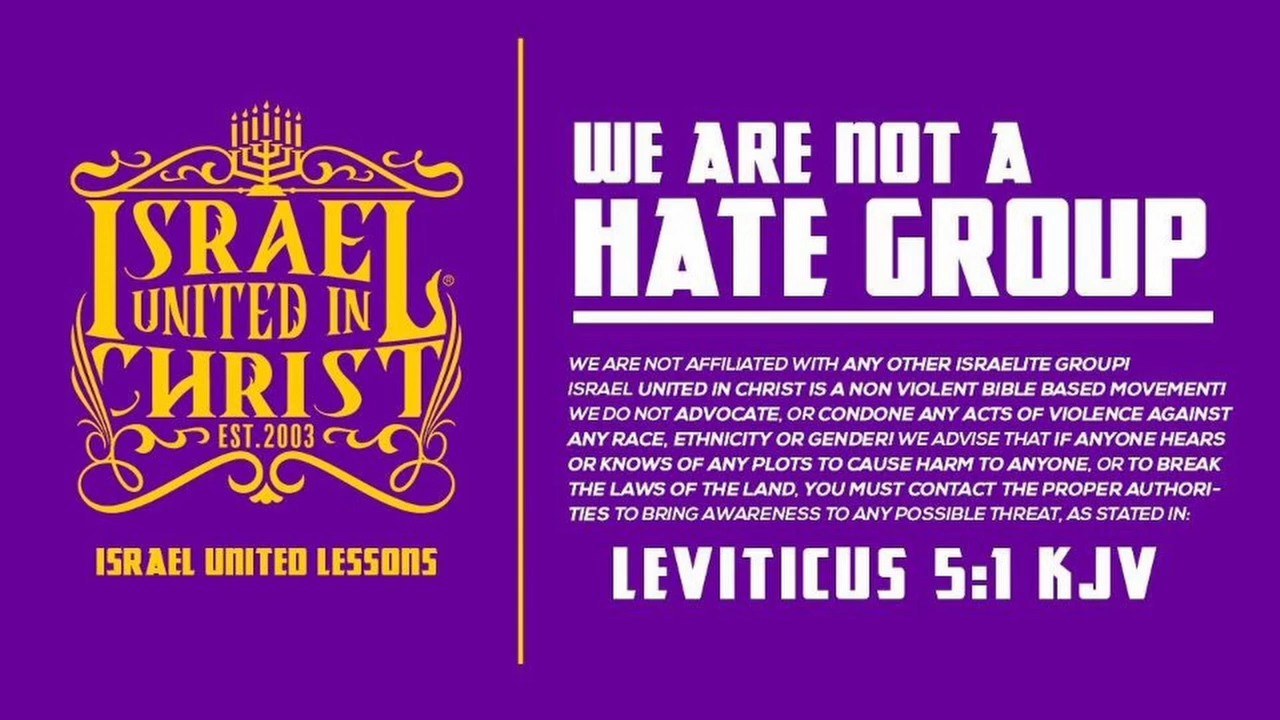 ISRAEL
UNITED IN
CHRIST
EST.2003
ISRAEL UNITED LESSONS
WE ARE NOT A
HATE GROUP
WE ARE NOT AFFILIATED WITH ANY OTHER ISRAELITE GROUP!
ISRAEL UNITED IN CHRIST IS A NON VIOLENT BIBLE BASED MOVEMENT!
WE DO NOT ADVOCATE, OR CONDONE ANY ACTS OF VIOLENCE AGAINST
ANY RACE, ETHNICITY OR GENDER! WE ADVISE THAT IF ANYONE HEARS
OR KNOWS OF ANY PLOTS TO CAUSE HARM TO ANYONE, OR TO BREAK
THE LAWS OF THE LAND, YOU MUST CONTACT THE PROPER AUTHORI-
TIES TO BRING AWARENESS TO ANY POSSIBLE THREAT, AS STATED IN:
LEVITICUS 5:1 KJV